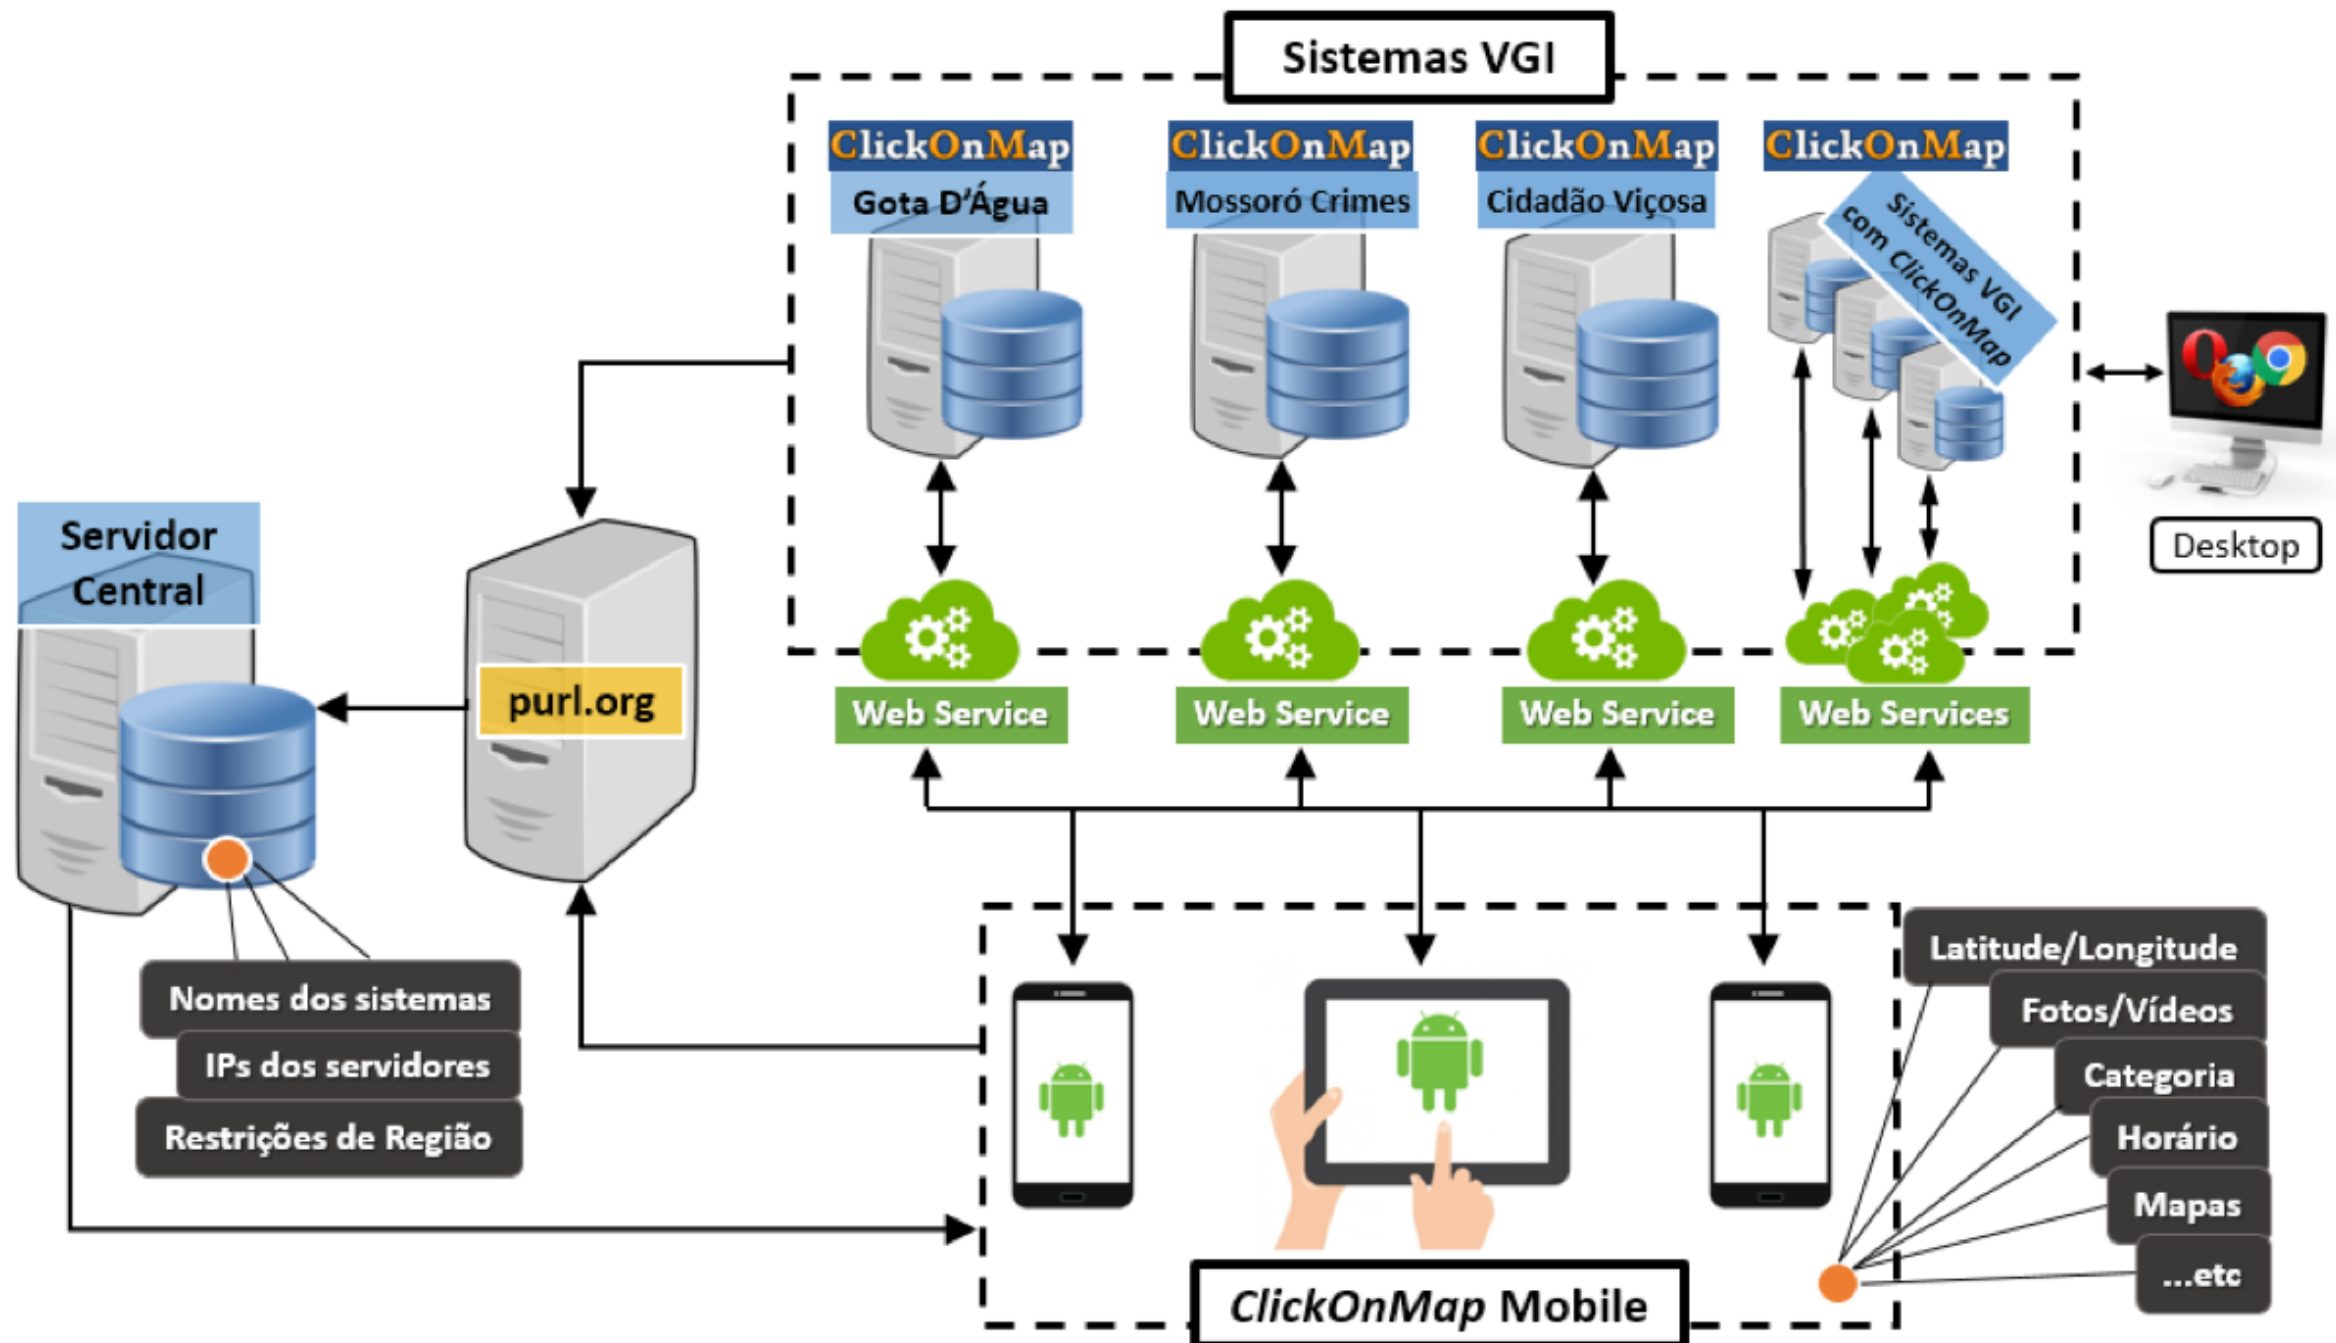 Sistemas VGI
ClickOnMap
Gota D'Água
ClickOnMap
Mossoró Crimes
ClickOnMap
Cidadão Viçosa
ClickOnMap
Sistemas VGI
com ClickOnMap
Desktop
Servidor
Central
purl.org
Web Service
Web Service
Web Service
Web Services
Nomes dos sistemas
IPs dos servidores
Restrições de Região
Latitude/Longitude
Fotos/Vídeos
Categoria
Horário
Mapas
...etc
ClickOnMap Mobile